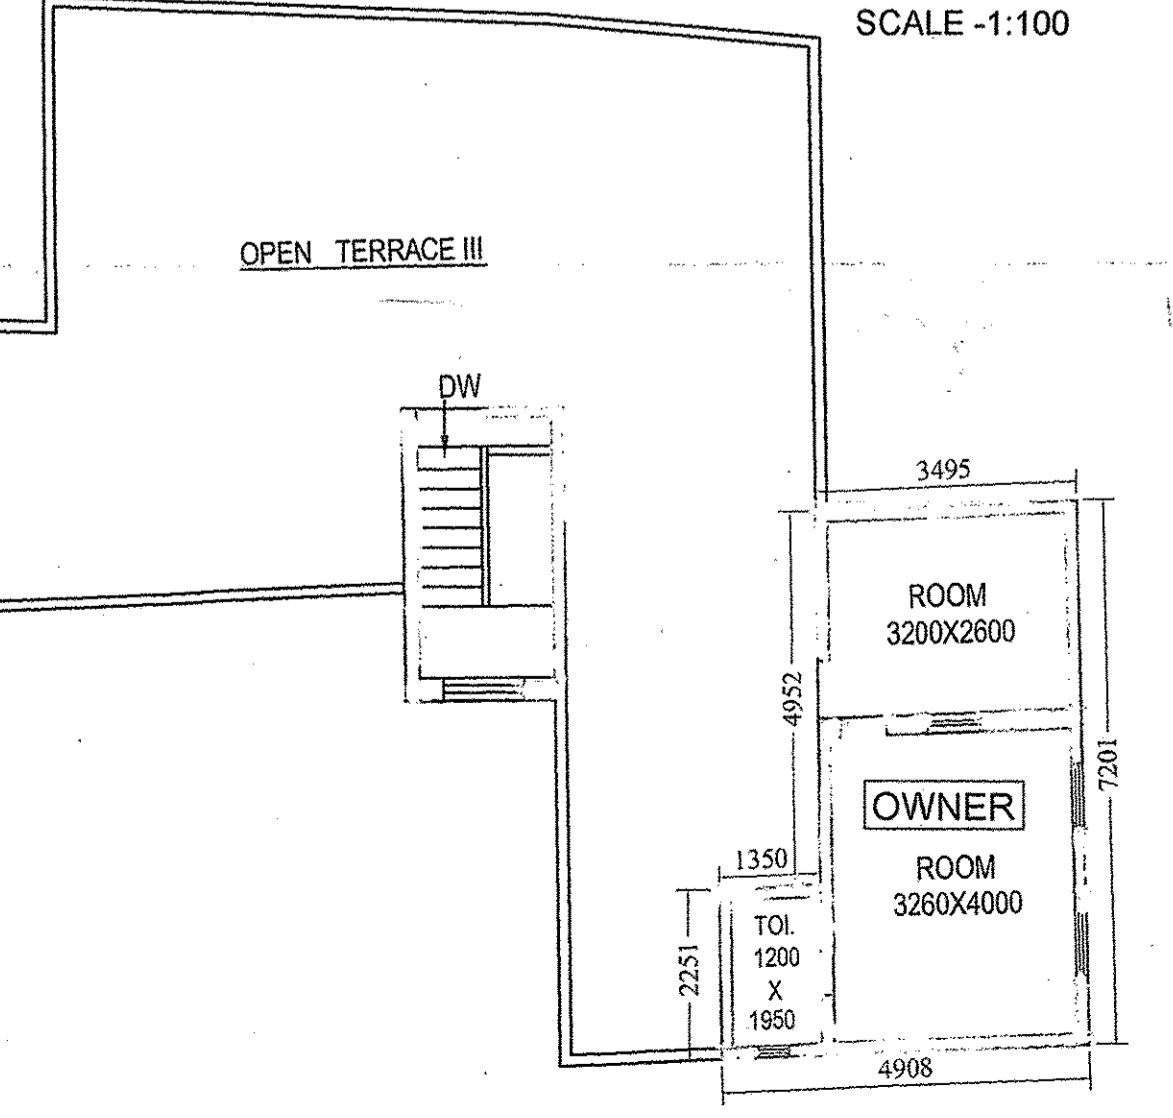 SCALE -1:100
OPEN TERRACE III
DW
3495
ROOM
3200X2600
4952
7201
OWNER
1350
ROOM
3260X4000
TOI.
1200
X
1950
2251
4908